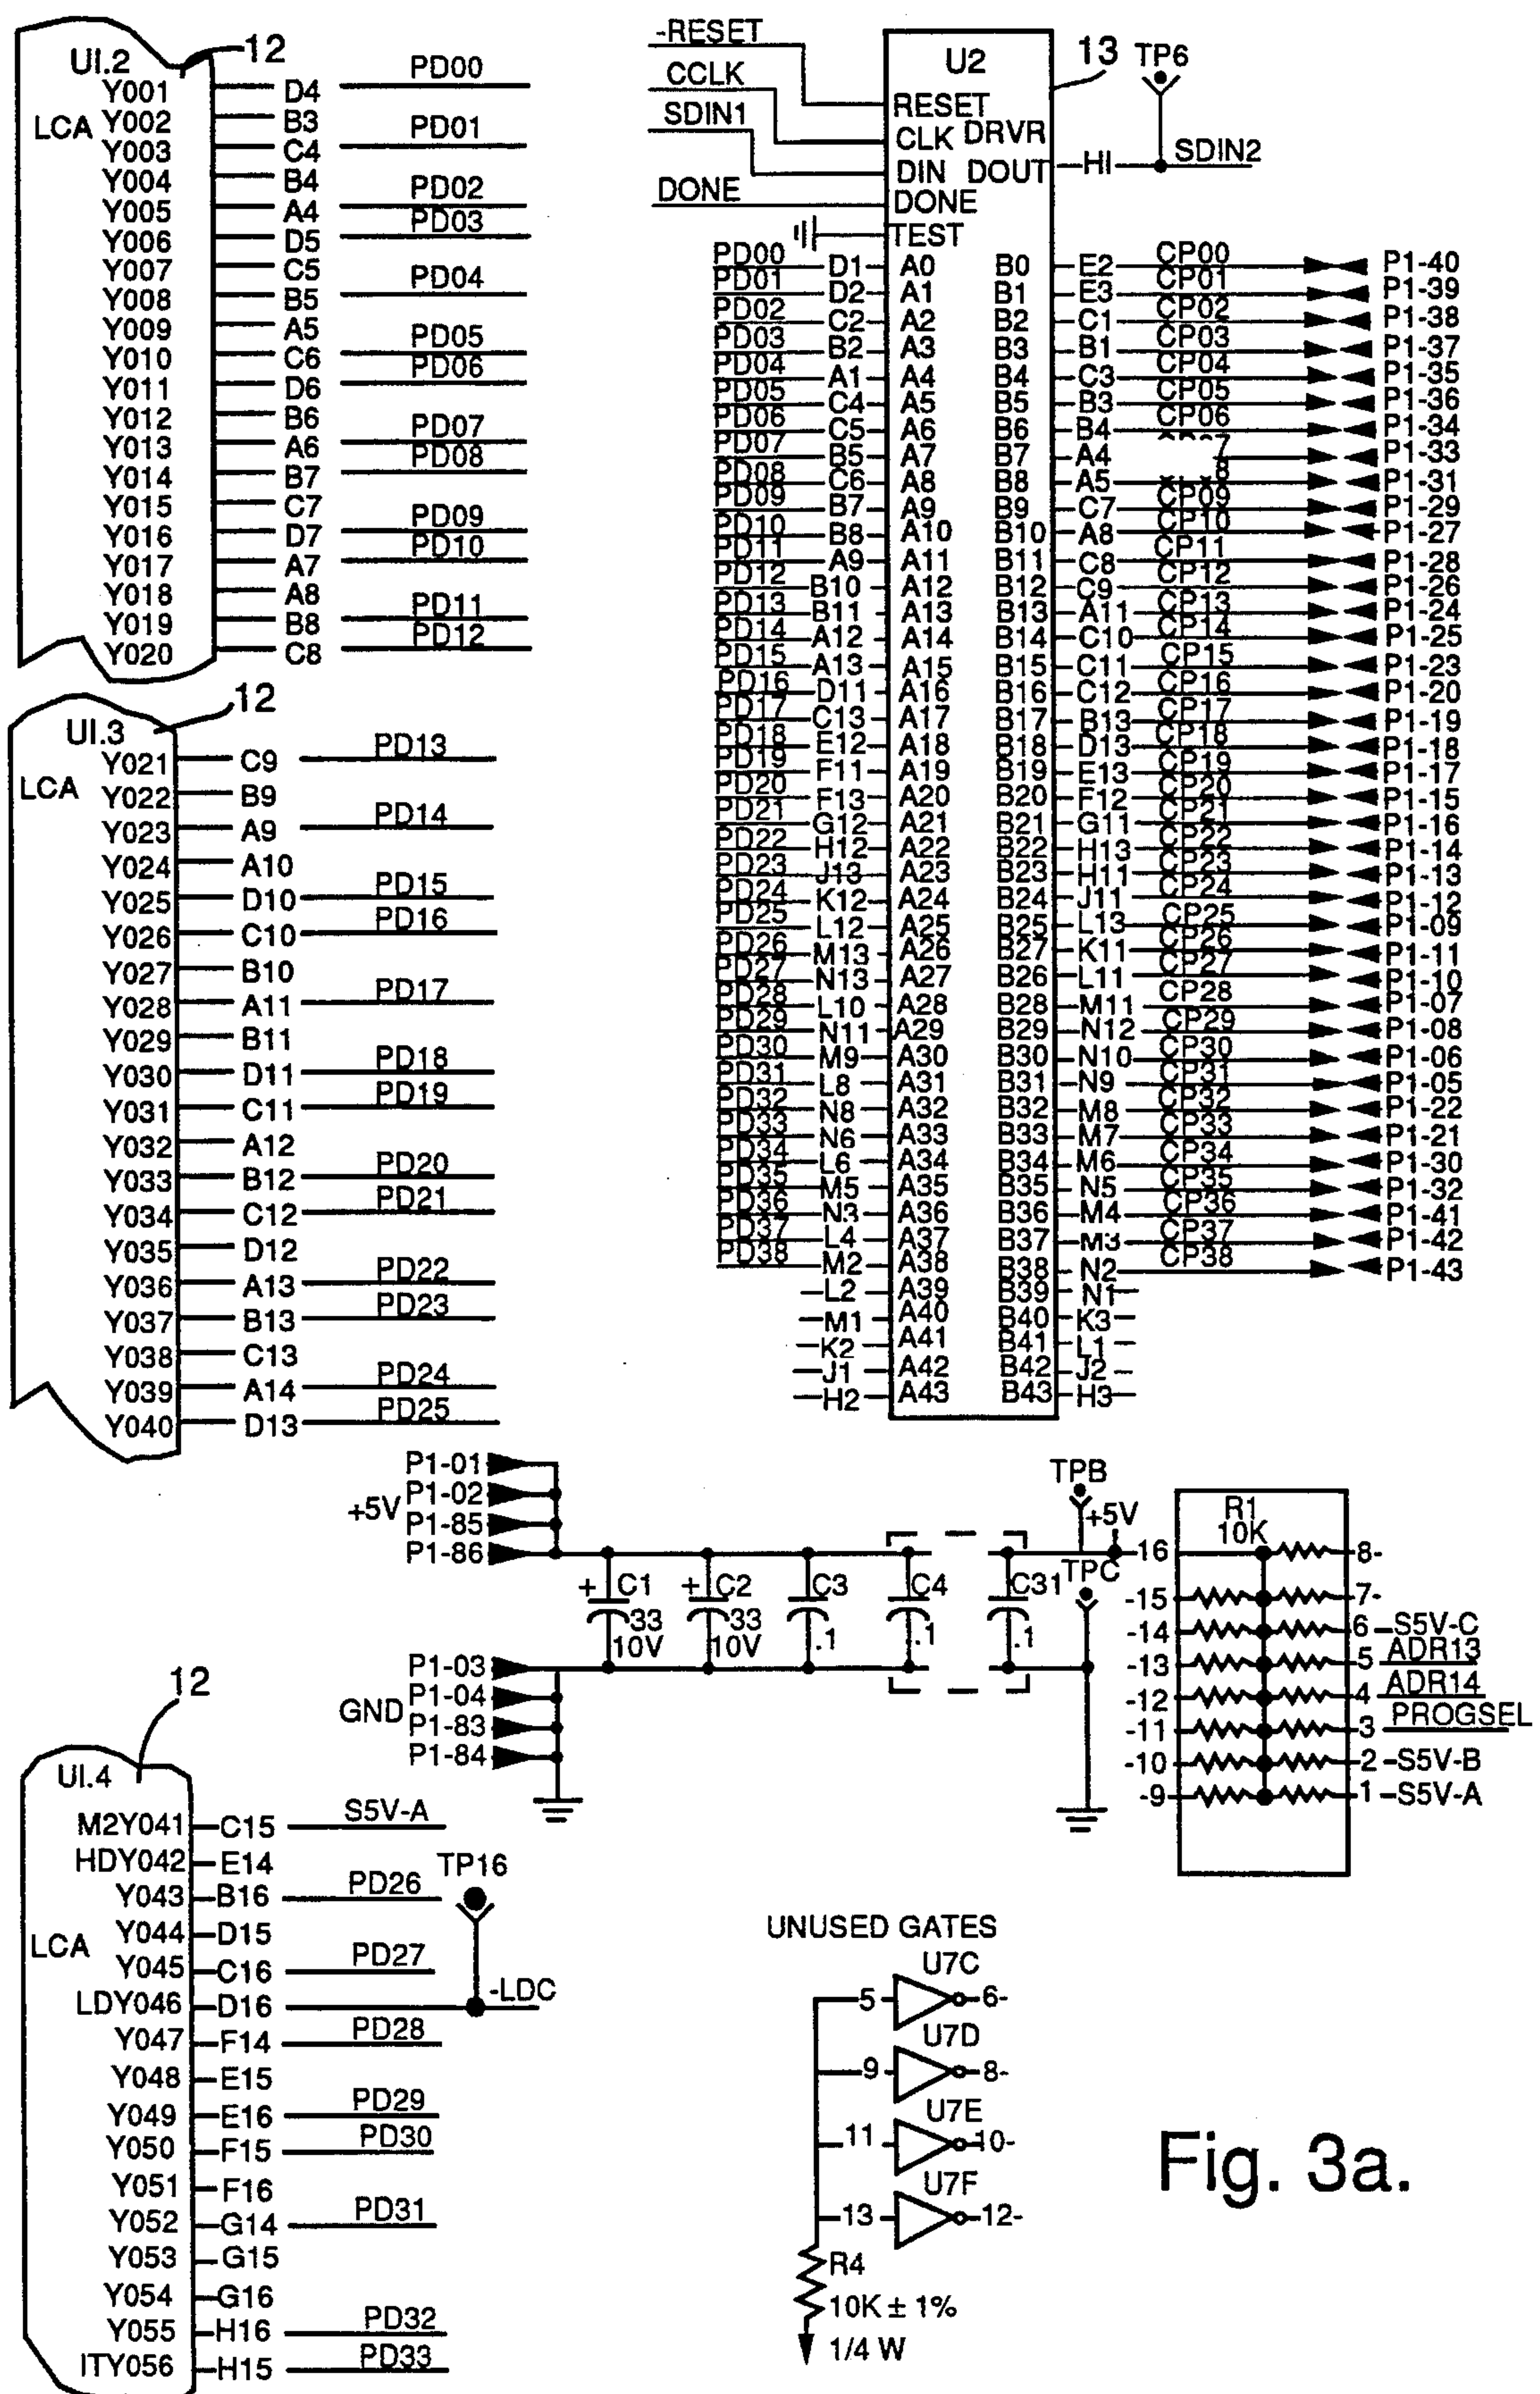 UI.2 12
LCA
Y001 D4 PD00
Y002 B3
Y003 C4 PD01
Y004 B4
Y005 A4 PD02
Y006 D5 PD03
Y007 C5
Y008 B5 PD04
Y009 A5
Y010 C6 PD05
Y011 D6 PD06
Y012 B6
Y013 A6 PD07
Y014 B7 PD08
Y015 C7
Y016 D7 PD09
Y017 A7 PD10
Y018 A8
Y019 B8 PD11
Y020 C8 PD12
UI.3 12
LCA
Y021 C9 PD13
Y022 B9
Y023 A9 PD14
Y024 A10
Y025 D10 PD15
Y026 C10 PD16
Y027 B10
Y028 A11 PD17
Y029 B11
Y030 D11 PD18
Y031 C11 PD19
Y032 A12
Y033 B12 PD20
Y034 C12 PD21
Y035 D12
Y036 A13 PD22
Y037 B13 PD23
Y038 C13
Y039 A14 PD24
Y040 D13 PD25
U2 13 TP6
-RESET RESET
CCLK CLK DRVR
SDIN1 DIN DOUT HI SDIN2
DONE DONE
TEST
PD00 D1 A0 B0 E2 CP00 P1-40
PD01 D2 A1 B1 E3 CP01 P1-39
PD02 C2 A2 B2 C1 CP02 P1-38
PD03 B2 A3 B3 B1 CP03 P1-37
PD04 A1 A4 B4 C3 CP04 P1-35
PD05 C4 A5 B5 B3 CP05 P1-36
PD06 C5 A6 B6 B4 CP06 P1-34
PD07 B5 A7 B7 A4 7 P1-33
PD08 C6 A8 B8 A5 8 P1-31
PD09 B7 A9 B9 C7 CP09 P1-29
PD10 B8 A10 B10 A8 CP10 P1-27
PD11 A9 A11 B11 C8 CP11 P1-28
PD12 B10 A12 B12 C9 CP12 P1-26
PD13 B11 A13 B13 A11 CP13 P1-24
PD14 A12 A14 B14 C10 CP14 P1-25
PD15 A13 A15 B15 C11 CP15 P1-23
PD16 D11 A16 B16 C12 CP16 P1-20
PD17 C13 A17 B17 B13 CP17 P1-19
PD18 E12 A18 B18 D13 CP18 P1-18
PD19 F11 A19 B19 E13 CP19 P1-17
PD20 F13 A20 B20 F12 CP20 P1-15
PD21 G12 A21 B21 G11 CP21 P1-16
PD22 H12 A22 B22 H13 CP22 P1-14
PD23 J13 A23 B23 H11 CP23 P1-13
PD24 K12 A24 B24 J11 CP24 P1-12
PD25 L12 A25 B25 L13 CP25 P1-09
PD26 M13 A26 B27 K11 CP26 P1-11
PD27 N13 A27 B26 L11 CP27 P1-10
PD28 L10 A28 B28 M11 CP28 P1-07
PD29 N11 A29 B29 N12 CP29 P1-08
PD30 M9 A30 B30 N10 CP30 P1-06
PD31 L8 A31 B31 N9 CP31 P1-05
PD32 N8 A32 B32 M8 CP32 P1-22
PD33 N6 A33 B33 M7 CP33 P1-21
PD34 L6 A34 B34 M6 CP34 P1-30
PD35 M5 A35 B35 N5 CP35 P1-32
PD36 N3 A36 B36 M4 CP36 P1-41
PD37 L4 A37 B37 M3 CP37 P1-42
PD38 M2 A38 B38 N2 CP38 P1-43
L2 A39 B39 N1
M1 A40 B40 K3
K2 A41 B41 L1
J1 A42 B42 J2
H2 A43 B43 H3
P1-01
P1-02
+5V
P1-85
P1-86
C1 33 10V
C2 33 10V
C3 .1
C4 .1
C31 .1
+ +
TPB
+5V
TPC
P1-03
P1-04
GND
P1-83
P1-84
R1
10K
16 8-
-15 7-
-14 6 S5V-C
-13 5 ADR13
-12 4 ADR14
-11 3 PROGSEL
-10 2 -S5V-B
-9 1 -S5V-A
UI.4 12
LCA
M2Y041 C15 S5V-A
HDY042 E14
Y043 B16 PD26
Y044 D15
Y045 C16 PD27
LDY046 D16 -LDC
TP16
Y047 F14 PD28
Y048 E15
Y049 E16 PD29
Y050 F15 PD30
Y051 F16
Y052 G14 PD31
Y053 G15
Y054 G16
Y055 H16 PD32
ITY056 H15 PD33
UNUSED GATES
U7C
5 6-
U7D
9 8-
U7E
11 10-
U7F
13 12-
R4
10K ± 1%
1/4 W
Fig. 3a.